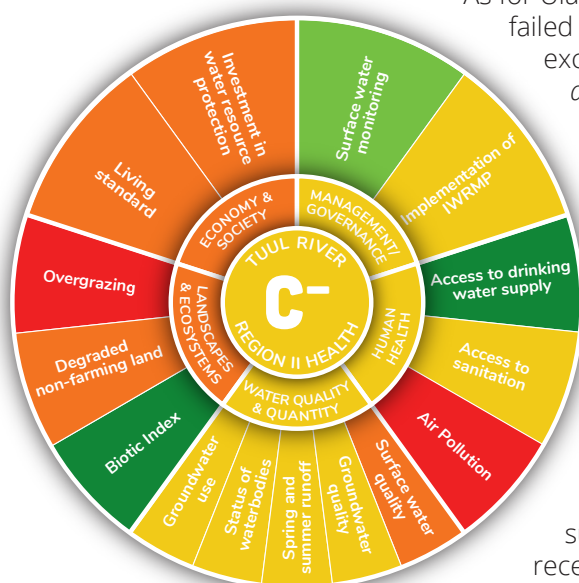 As for Ula
failed
exc
TUUL RIVER
C-
REGION II HEALTH
MANAGEMENT/
GOVERNANCE
HUMAN
HEALTH
WATER QUALITY
& QUANTITY
LANDSCAPES
& ECOSYSTEMS
ECONOMY &
SOCIETY
Surface water
monitoring
Implementation of
IWRMP
Access to drinking
water supply
Access to
sanitation
Air Pollution
Surface water
quality
Groundwater
quality
Spring and
summer runoff
Status of
waterbodies
Groundwater
use
Biotic Index
Degraded
non-farming land
Overgrazing
Living
standard
Investment in
water resource
protection
rece